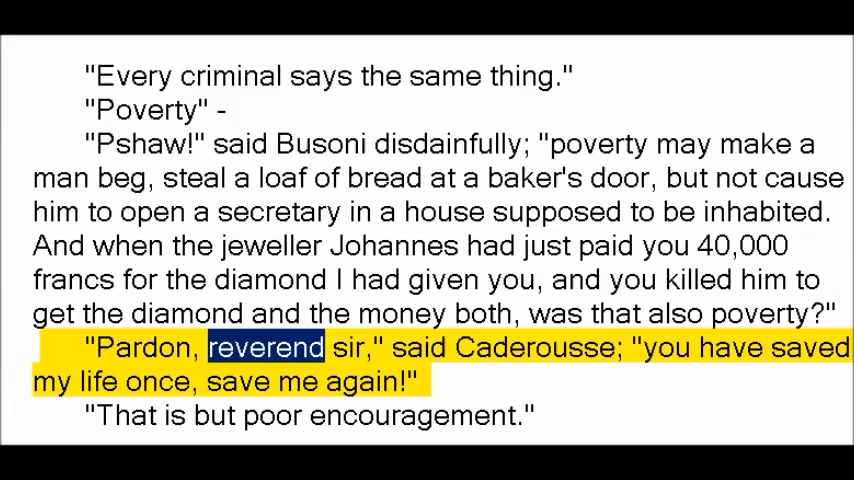 "Every criminal says the same thing."
"Poverty" -
"Pshaw!" said Busoni disdainfully; "poverty may make a
man beg, steal a loaf of bread at a baker's door, but not cause
him to open a secretary in a house supposed to be inhabited.
And when the jeweller Johannes had just paid you 40,000
francs for the diamond I had given you, and you killed him to
get the diamond and the money both, was that also poverty?"
"Pardon, reverend sir," said Caderousse; "you have saved
my life once, save me again!"
"That is but poor encouragement."